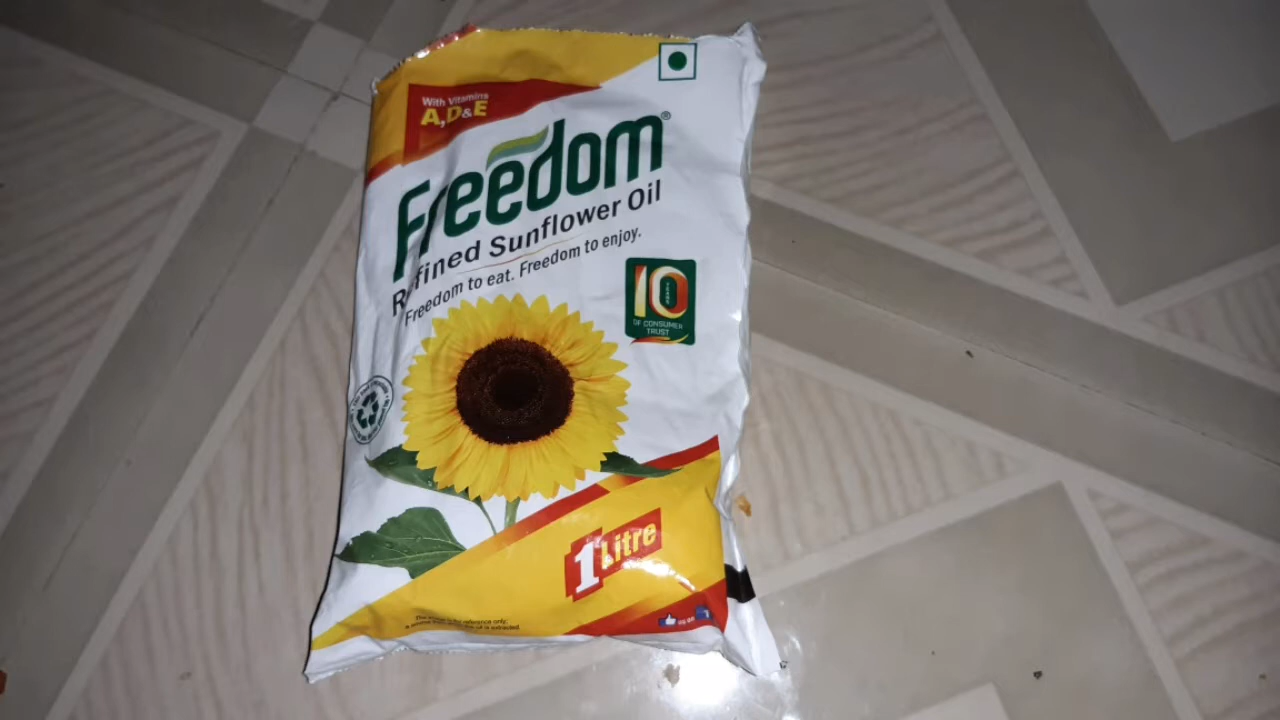 With Vitamins
A,D&E
Freedom®
Refined Sunflower Oil
Freedom to eat. Freedom to enjoy.
10
YEARS
OF CONSUMER
TRUST
1 Litre